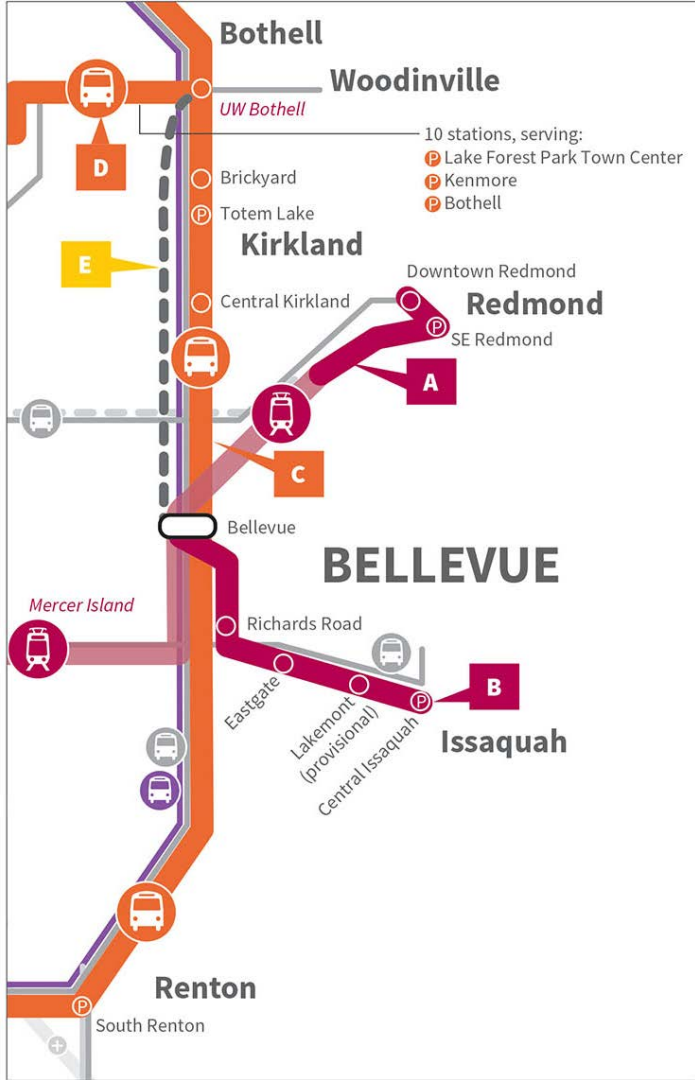 Bothell
Woodinville
UW Bothell
D
10 stations, serving:
P Lake Forest Park Town Center
P Kenmore
P Bothell
Brickyard
P Totem Lake
Kirkland
E
Downtown Redmond
Central Kirkland
Redmond
P
SE Redmond
A
C
Bellevue
BELLEVUE
Mercer Island
Richards Road
Eastgate
Lakemont
(provisional)
P
Central Issaquah
B
Issaquah
Renton
P
South Renton